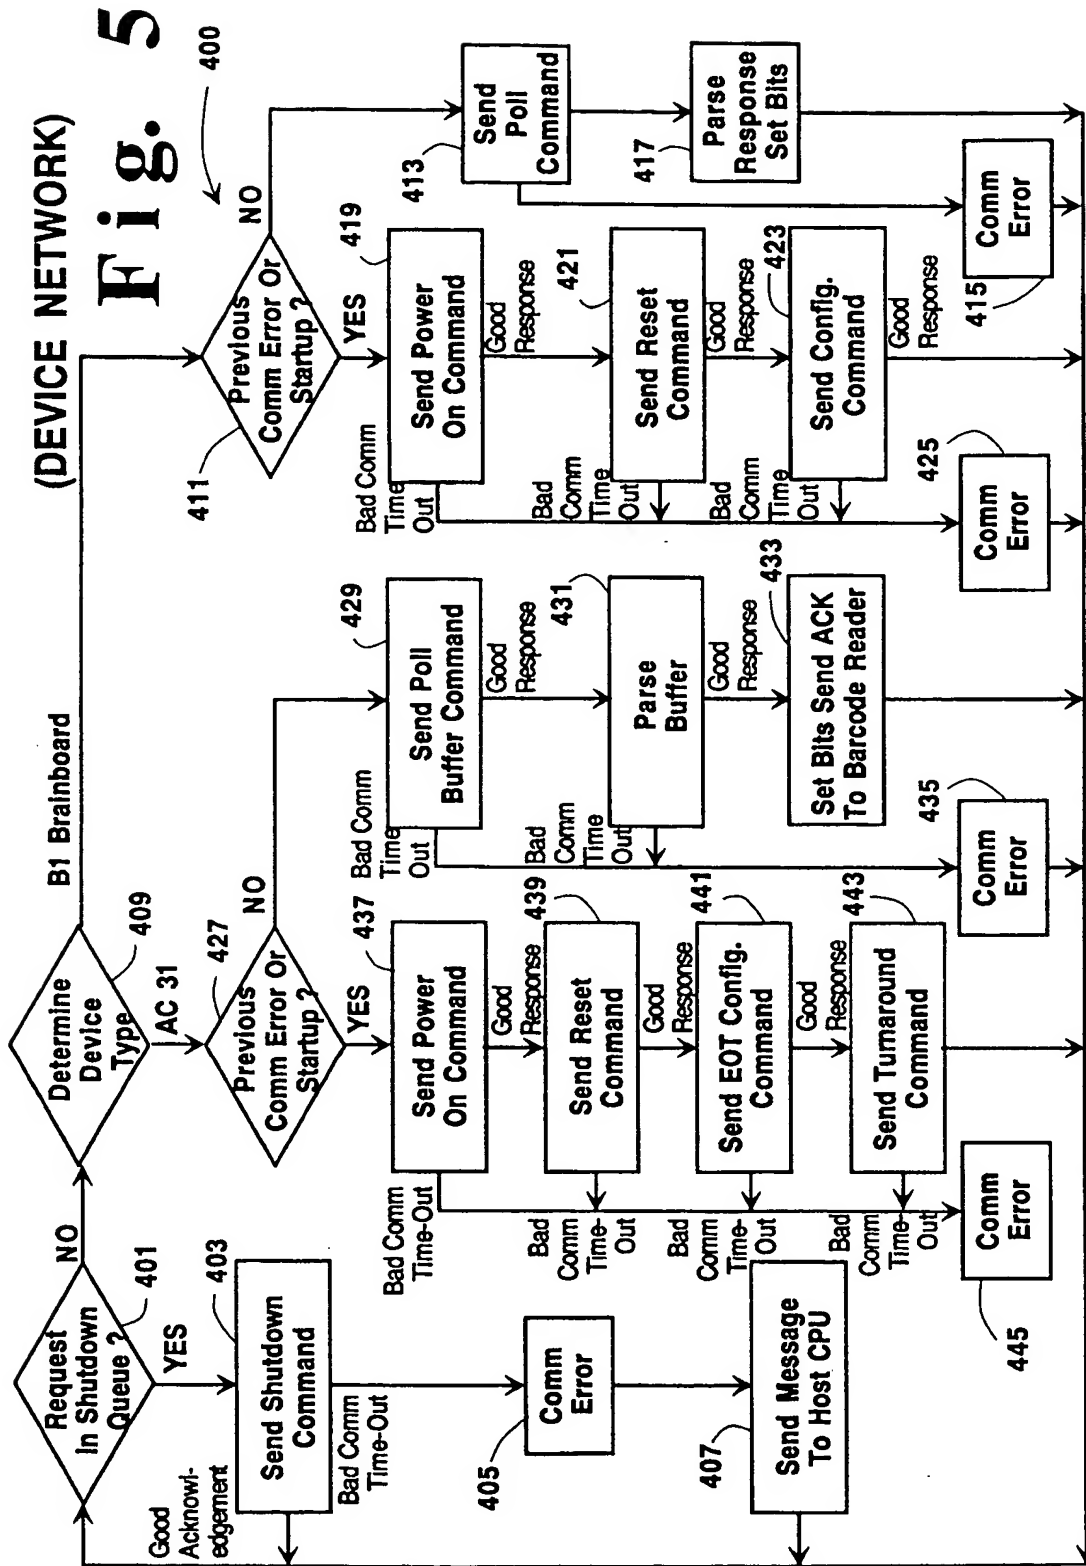 (DEVICE NETWORK)
Fig. 5
400
Request
In Shutdown
Queue ?
401
NO
YES
Good
Acknowl-
edgement
403
Send Shutdown
Command
Bad Comm
Time-Out
405
Comm
Error
407
Send Message
To Host CPU
Determine
Device
Type
409
B1 Brainboard
AC 31
427
Previous
Comm Error Or
Startup ?
NO
YES
437
Send Power
On Command
Bad Comm
Time-Out
Good
Response
439
Send Reset
Command
Bad
Comm
Time-
Out
Good
Response
441
Send EOT Config.
Command
Bad
Comm
Time-
Out
Good
Response
443
Send Turnaround
Command
Bad
Comm
Time-
Out
Comm
Error
445
429
Send Poll
Buffer Command
Bad Comm
Time
Out
Good
Response
431
Parse
Buffer
Bad
Comm
Time
Out
Good
Response
433
Set Bits Send ACK
To Barcode Reader
435
Comm
Error
411
Previous
Comm Error Or
Startup ?
NO
YES
419
Send Power
On Command
Bad Comm
Time
Out
Good
Response
421
Send Reset
Command
Bad
Comm
Time
Out
Good
Response
423
Send Config.
Command
Bad
Comm
Time
Out
Good
Response
425
Comm
Error
413
Send
Poll
Command
417
Parse
Response
Set Bits
415
Comm
Error